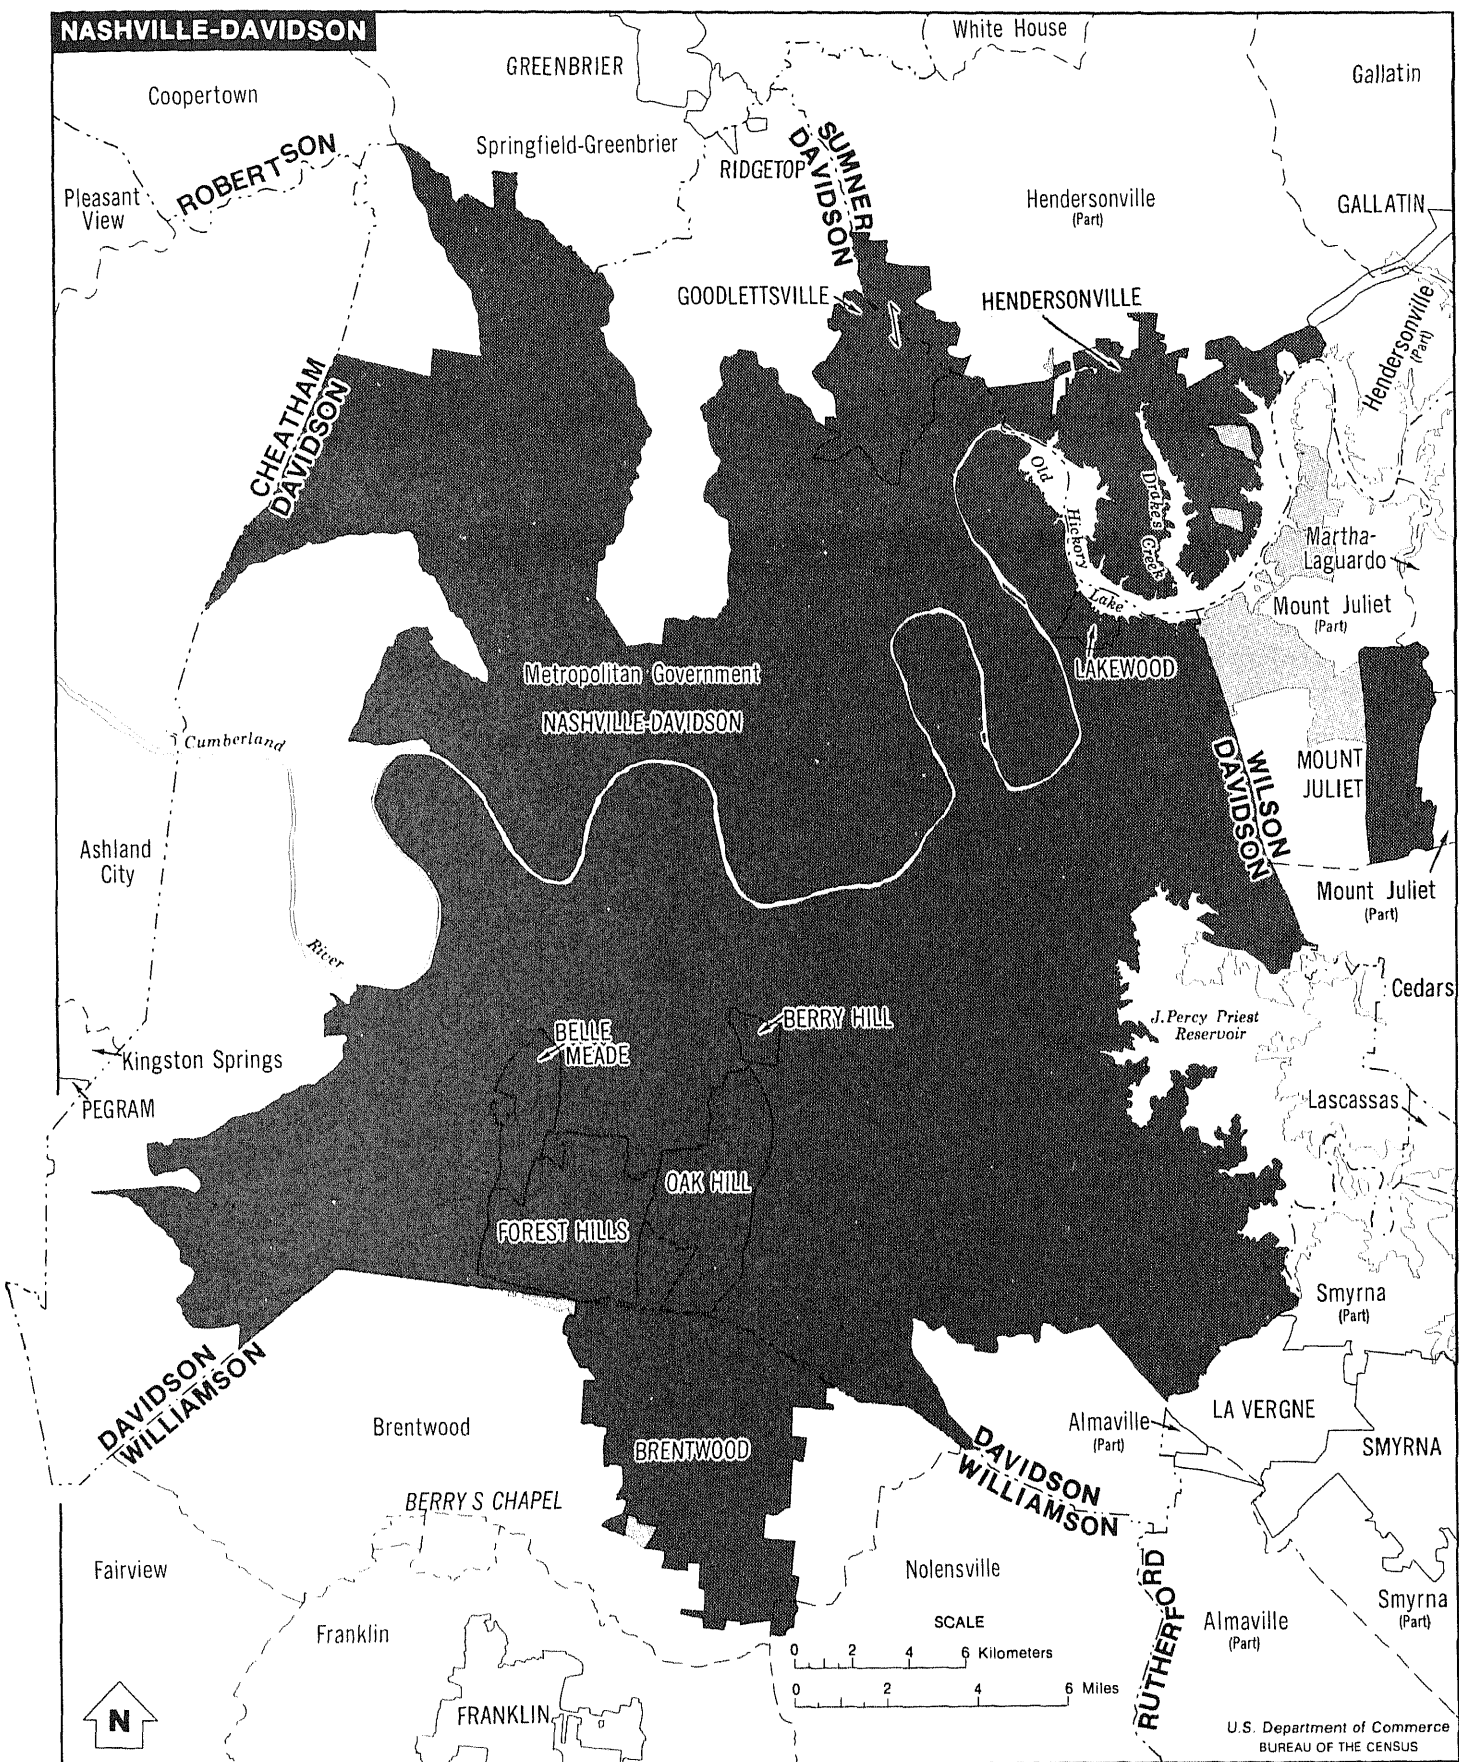 NASHVILLE-DAVIDSON
White House
GREENBRIER
Gallatin
Coopertown
ROBERTSON
Springfield-Greenbrier
RIDGETOP
SUMNER
DAVIDSON
Pleasant
View
Hendersonville
(Part)
GALLATIN
GOODLETTSVILLE
HENDERSONVILLE
Hendersonville
(Part)
CHEATHAM
DAVIDSON
Old
Hickory
Lake
Drakes
Creek
Martha-
Laguardo
Mount Juliet
(Part)
LAKEWOOD
Metropolitan Government
NASHVILLE-DAVIDSON
Cumberland
River
WILSON
DAVIDSON
MOUNT
JULIET
Ashland
City
Mount Juliet
(Part)
Cedars
BERRY HILL
BELLE
MEADE
J. Percy Priest
Reservoir
Kingston Springs
PEGRAM
Lascassas
OAK HILL
FOREST HILLS
Smyrna
(Part)
DAVIDSON
WILLIAMSON
Brentwood
BRENTWOOD
Almaville
(Part)
LA VERGNE
SMYRNA
DAVIDSON
WILLIAMSON
BERRY S CHAPEL
Fairview
Nolensville
RUTHERFORD
Smyrna
(Part)
Almaville
(Part)
Franklin
SCALE
0 2 4 6 Kilometers
0 2 4 6 Miles
N
FRANKLIN
U.S. Department of Commerce
BUREAU OF THE CENSUS